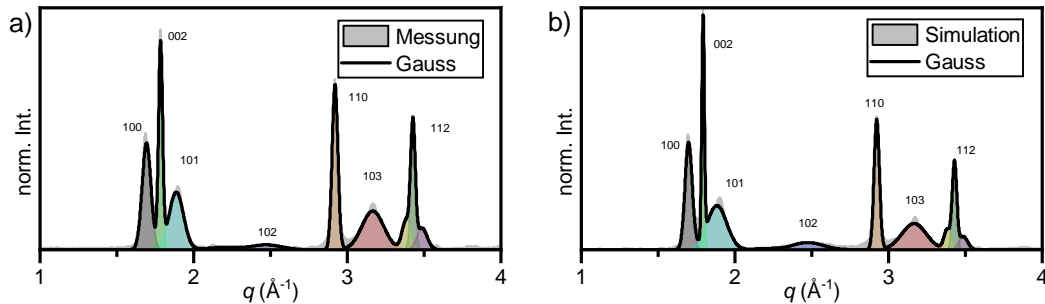 a)
Messung
Gauss
norm. Int.
100
002
101
102
110
103
112
1
2
3
4
q (Å⁻¹)
b)
Simulation
Gauss
norm. Int.
100
002
101
102
110
103
112
1
2
3
4
q (Å⁻¹)